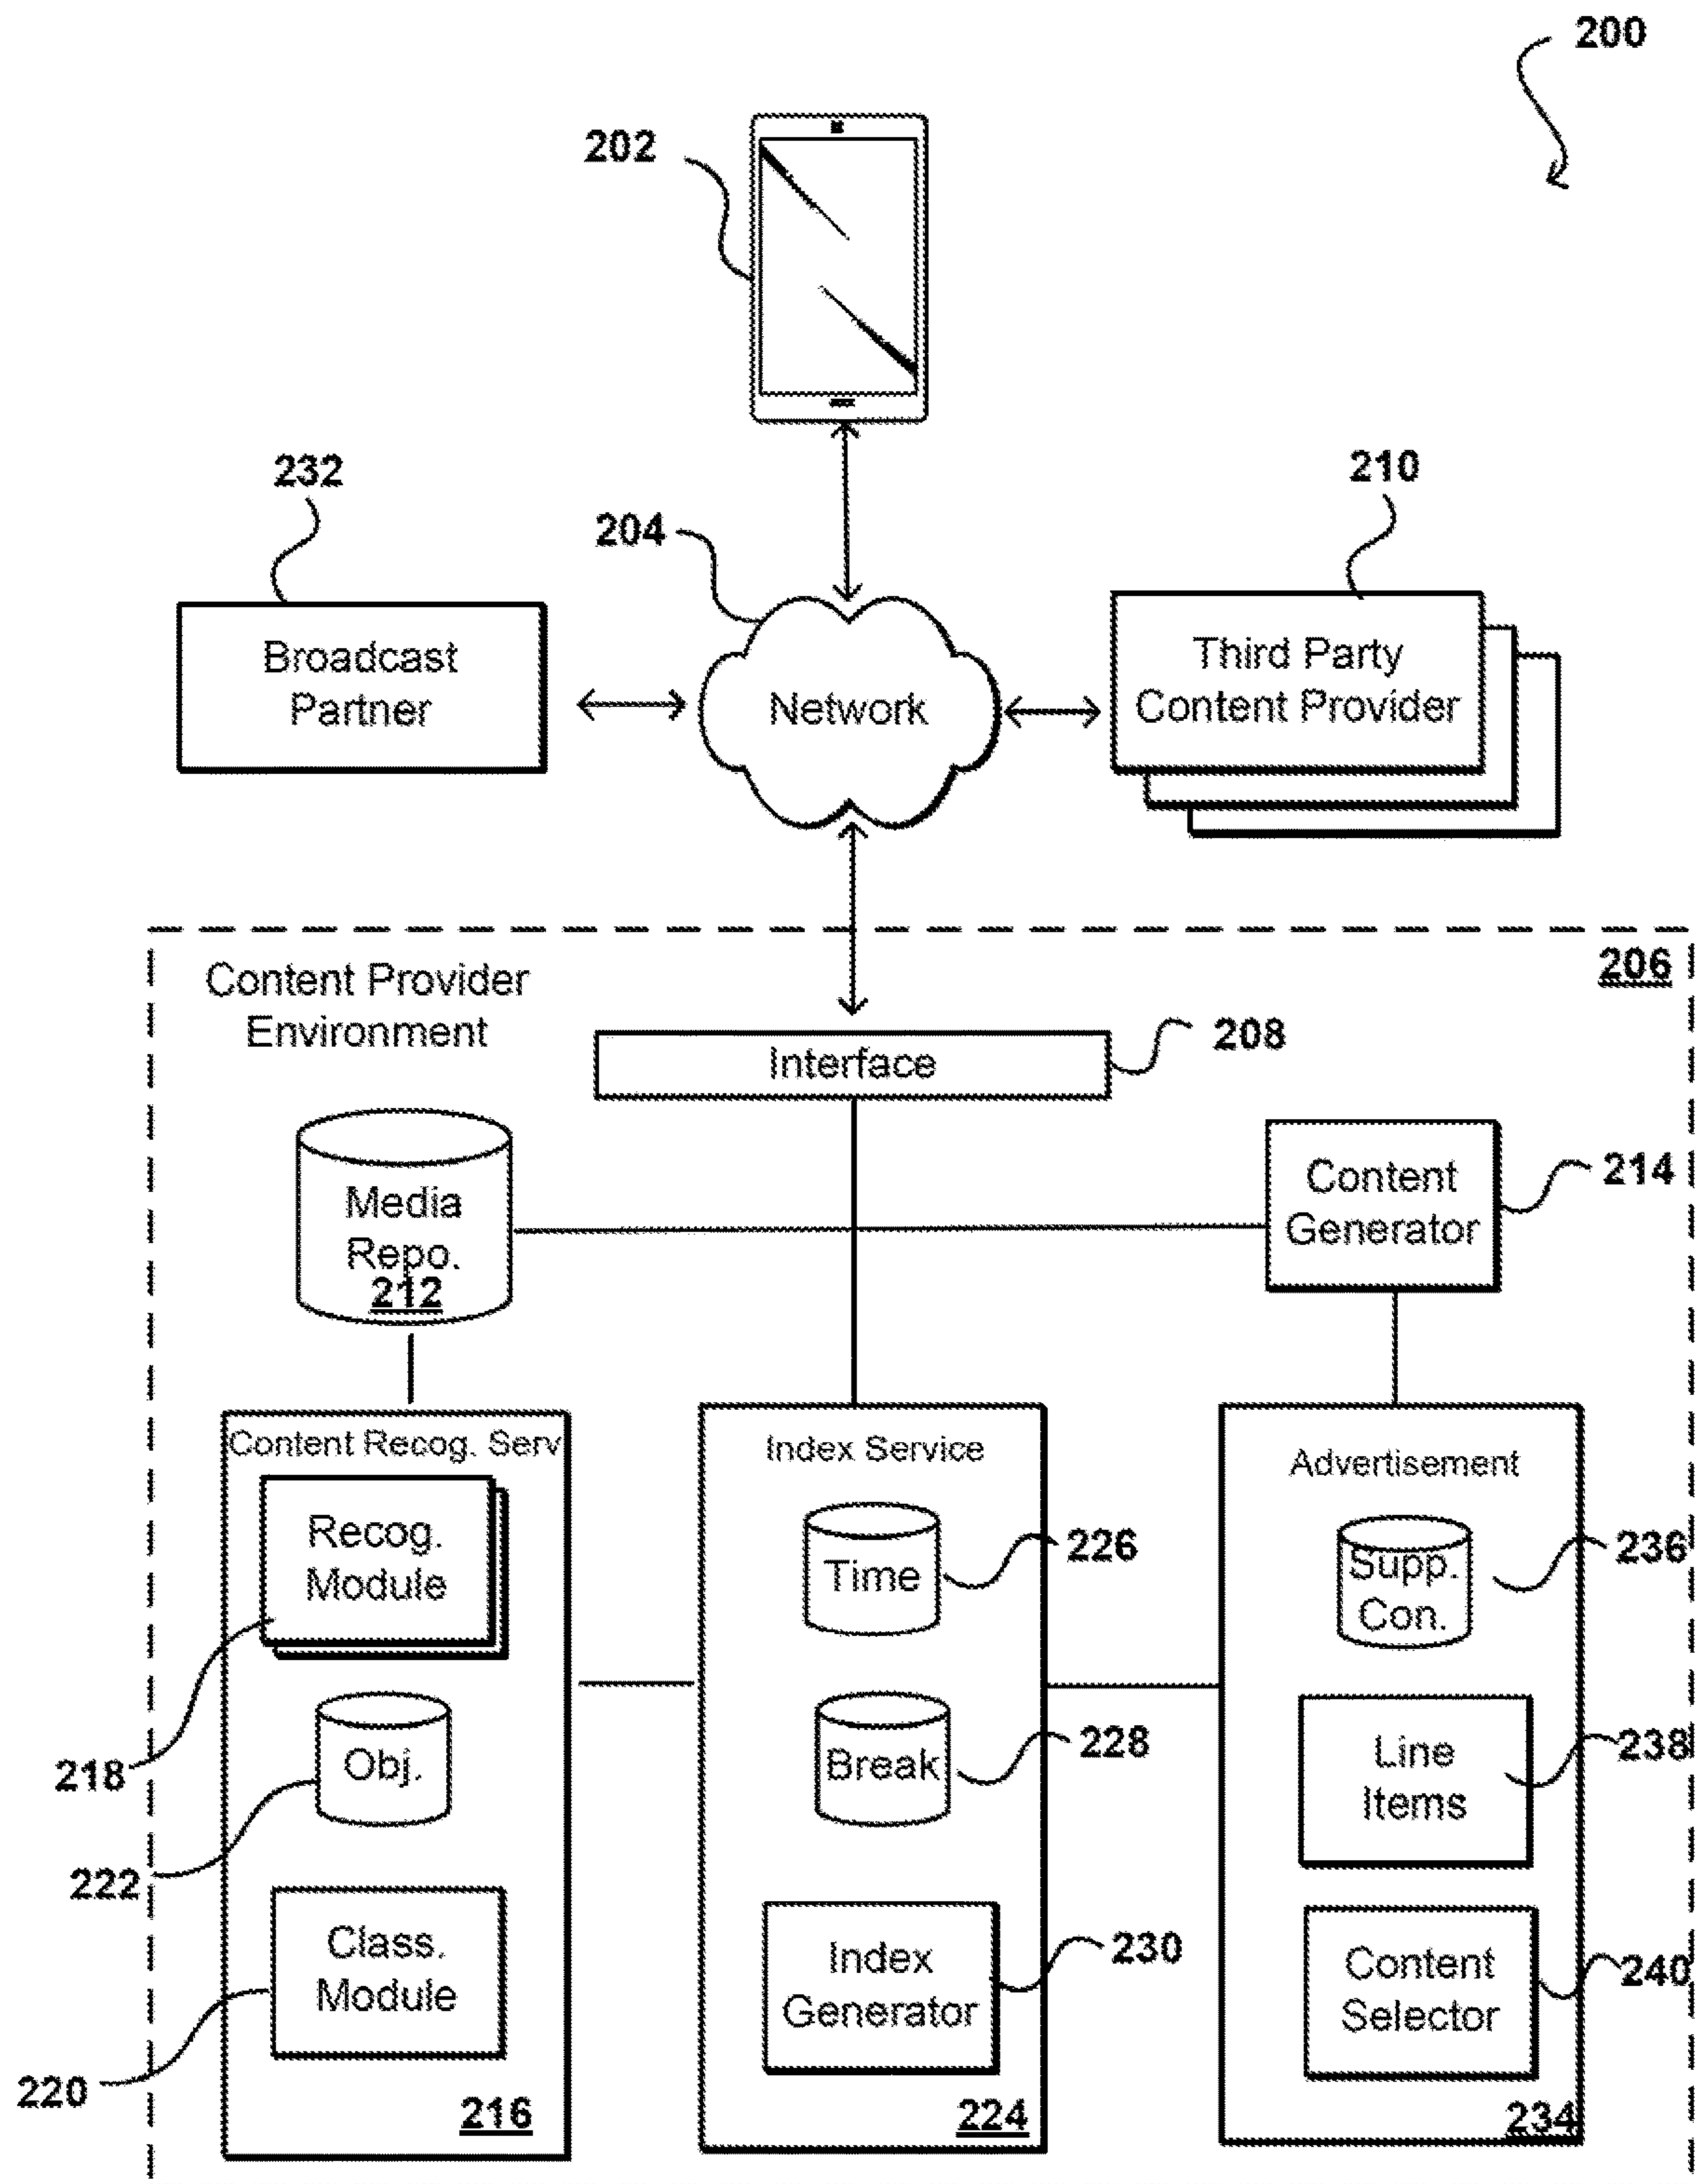 200
202
232
210
204
Broadcast
Partner
Network
Third Party
Content Provider
206
Content Provider
Environment
208
Interface
Media
Repo.
212
Content
Generator
214
Content Recog. Serv
Recog.
Module
218
Obj.
222
Class.
Module
220
216
Index Service
Time
226
Break
228
Index
Generator
230
224
Advertisement
Supp.
Con.
236
Line
Items
238
Content
Selector
240
234